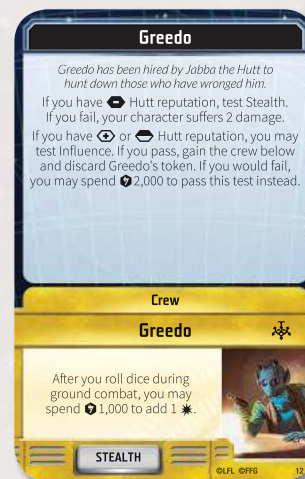 Greedo
Greedo has been hired by Jabba the Hutt to
hunt down those who have wronged him.
If you have Hutt reputation, test Stealth.
If you fail, your character suffers 2 damage.
If you have or Hutt reputation, you may
test Influence. If you pass, gain the crew below
and discard Greedo's token. If you would fail,
you may spend 2,000 to pass this test instead.
Crew
Greedo
After you roll dice during
ground combat, you may
spend 1,000 to add 1 .
STEALTH
©LFL ©FFG 12